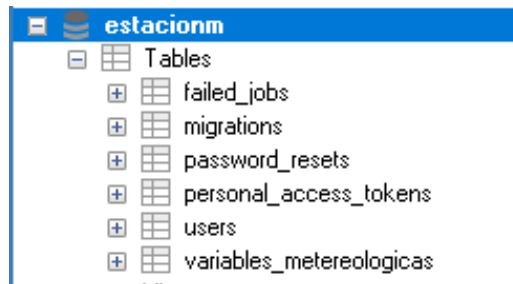 estacionm
Tables
failed_jobs
migrations
password_resets
personal_access_tokens
users
variables_metereologicas